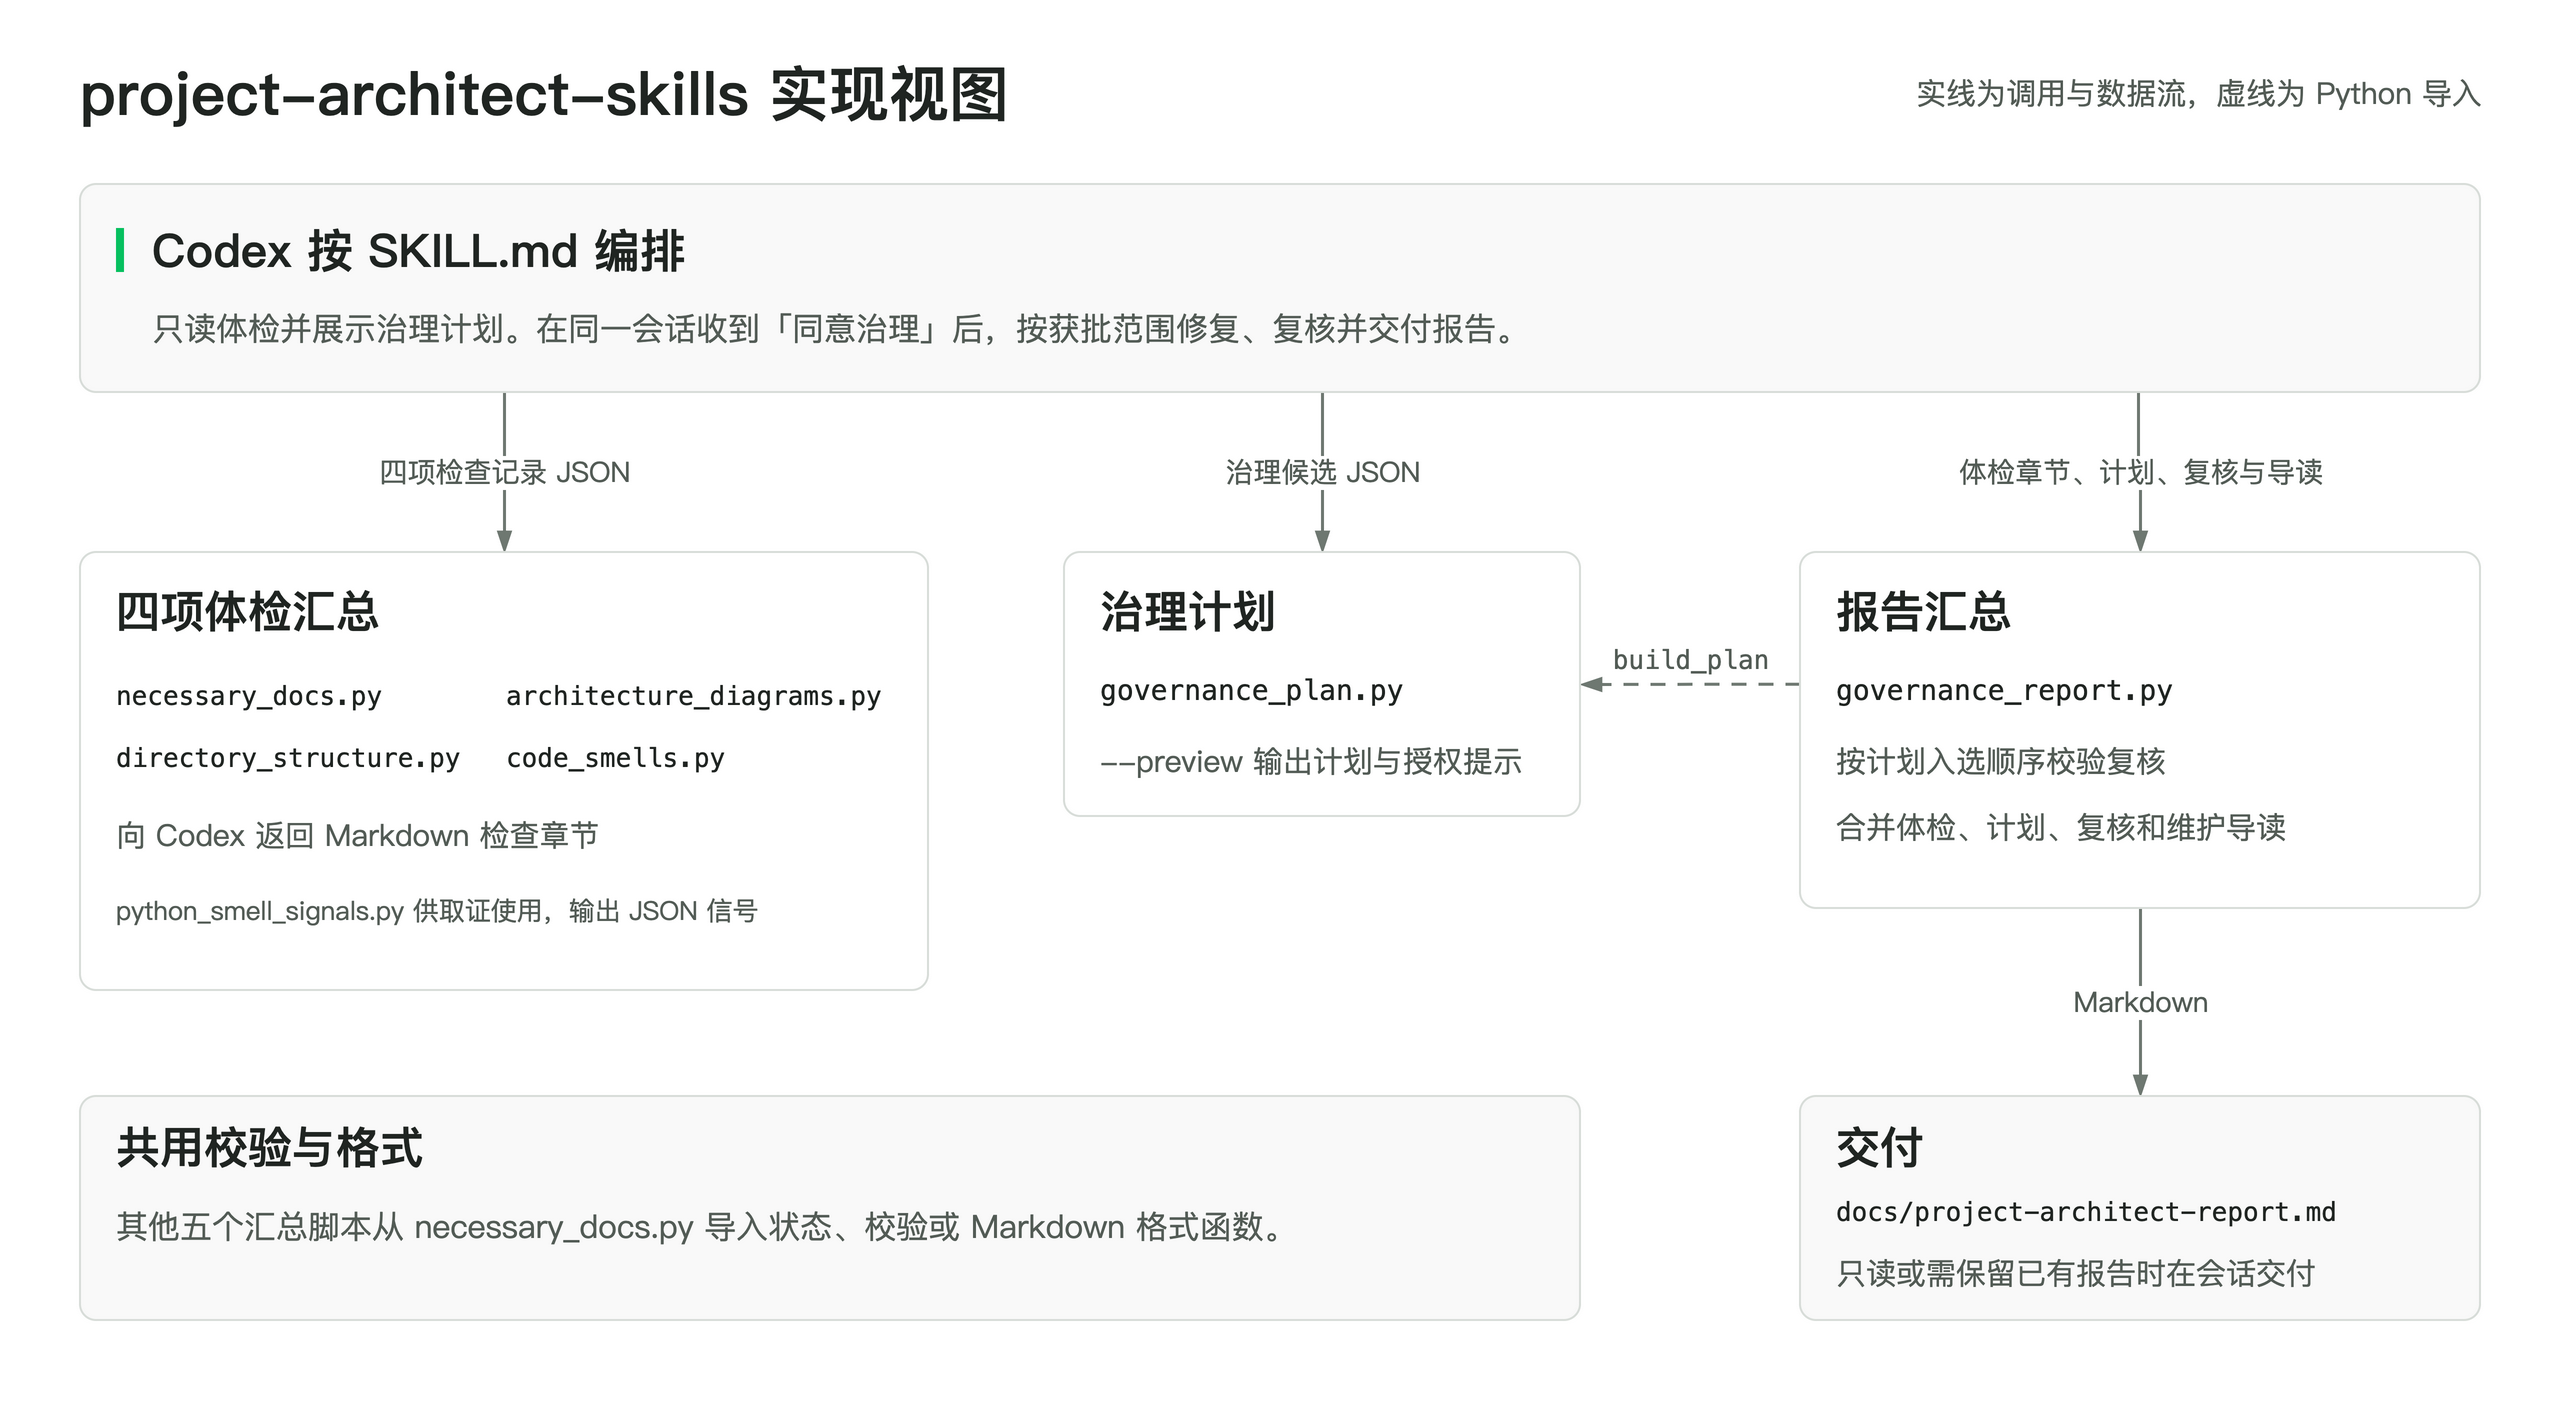 project-architect-skills 实现视图
实线为调用与数据流，虚线为 Python 导入
Codex 按 SKILL.md 编排
只读体检并展示治理计划。在同一会话收到「同意治理」后，按获批范围修复、复核并交付报告。
四项检查记录 JSON
治理候选 JSON
体检章节、计划、复核与导读
四项体检汇总
necessary_docs.py
architecture_diagrams.py
directory_structure.py
code_smells.py
向 Codex 返回 Markdown 检查章节
python_smell_signals.py 供取证使用，输出 JSON 信号
治理计划
governance_plan.py
--preview 输出计划与授权提示
build_plan
报告汇总
governance_report.py
按计划入选顺序校验复核
合并体检、计划、复核和维护导读
Markdown
共用校验与格式
其他五个汇总脚本从 necessary_docs.py 导入状态、校验或 Markdown 格式函数。
交付
docs/project-architect-report.md
只读或需保留已有报告时在会话交付